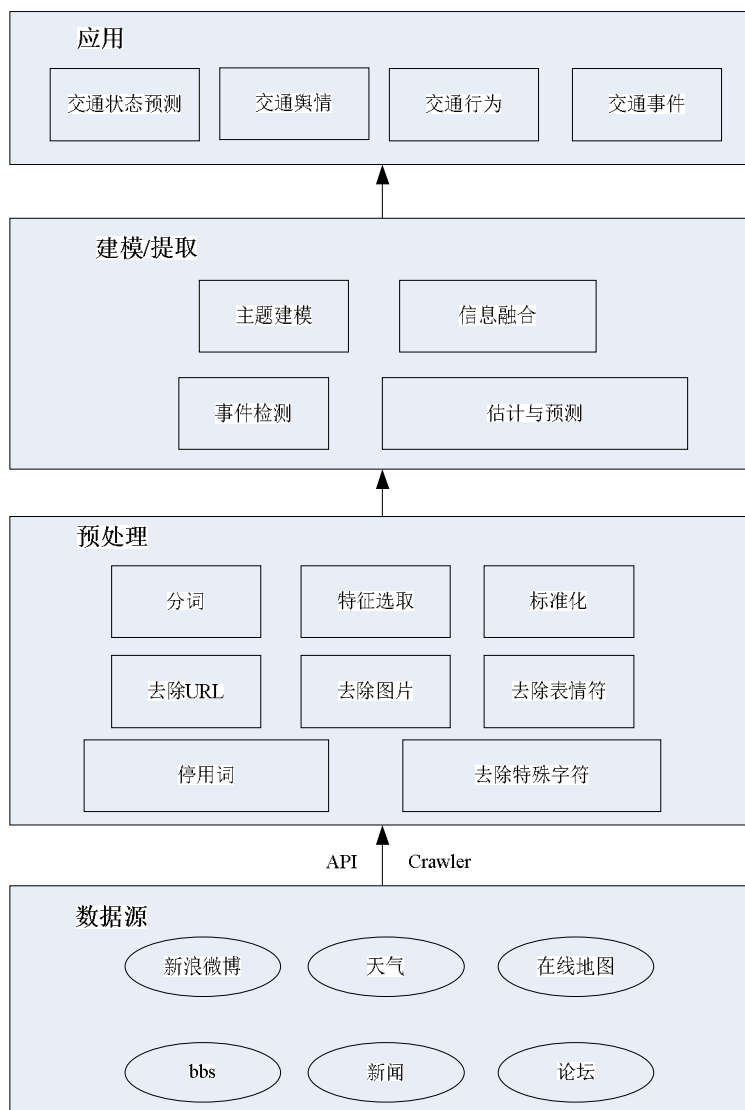 应用
交通状态预测
交通舆情
交通行为
交通事件
建模/提取
主题建模
信息融合
事件检测
估计与预测
预处理
分词
特征选取
标准化
去除URL
去除图片
去除表情符
停用词
去除特殊字符
API
Crawler
数据源
新浪微博
天气
在线地图
bbs
新闻
论坛